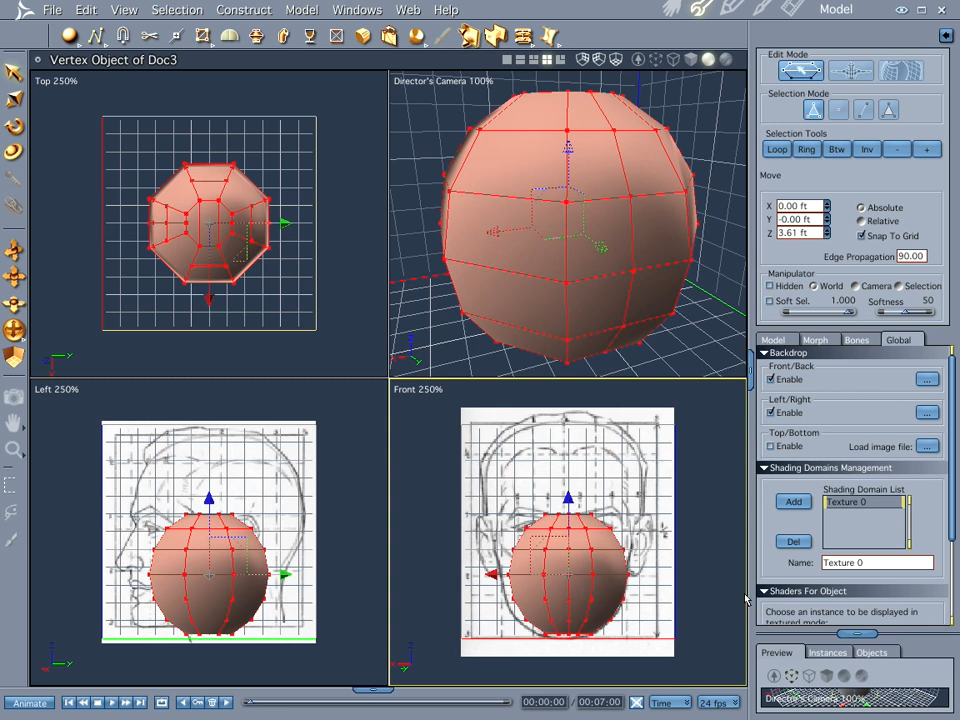 File Edit View Selection Construct Model Windows Web Help
Model
Vertex Object of Doc3
Top 250%
Director's Camera 100%
Left 250%
Front 250%
Edit Mode
Selection Mode
Selection Tools
Loop Ring Btw Inv - +
Move
X 0.00 ft Absolute
Y -0.00 ft Relative
Z 3.61 ft Snap To Grid
Edge Propagation 90.00
Manipulator
Hidden World Camera Selection
Soft Sel. 1.000 Softness 50
Model Morph Bones Global
Backdrop
Front/Back
Enable ...
Left/Right
Enable ...
Top/Bottom
Enable Load image file: ...
Shading Domains Management
Shading Domain List
Add Texture 0
Del
Name: Texture 0
Shaders For Object
Choose an instance to be displayed in
textured mode:
Preview Instances Objects
Director's Camera 100%
Animate 00:00:00 / 00:07:00 Time 24 fps